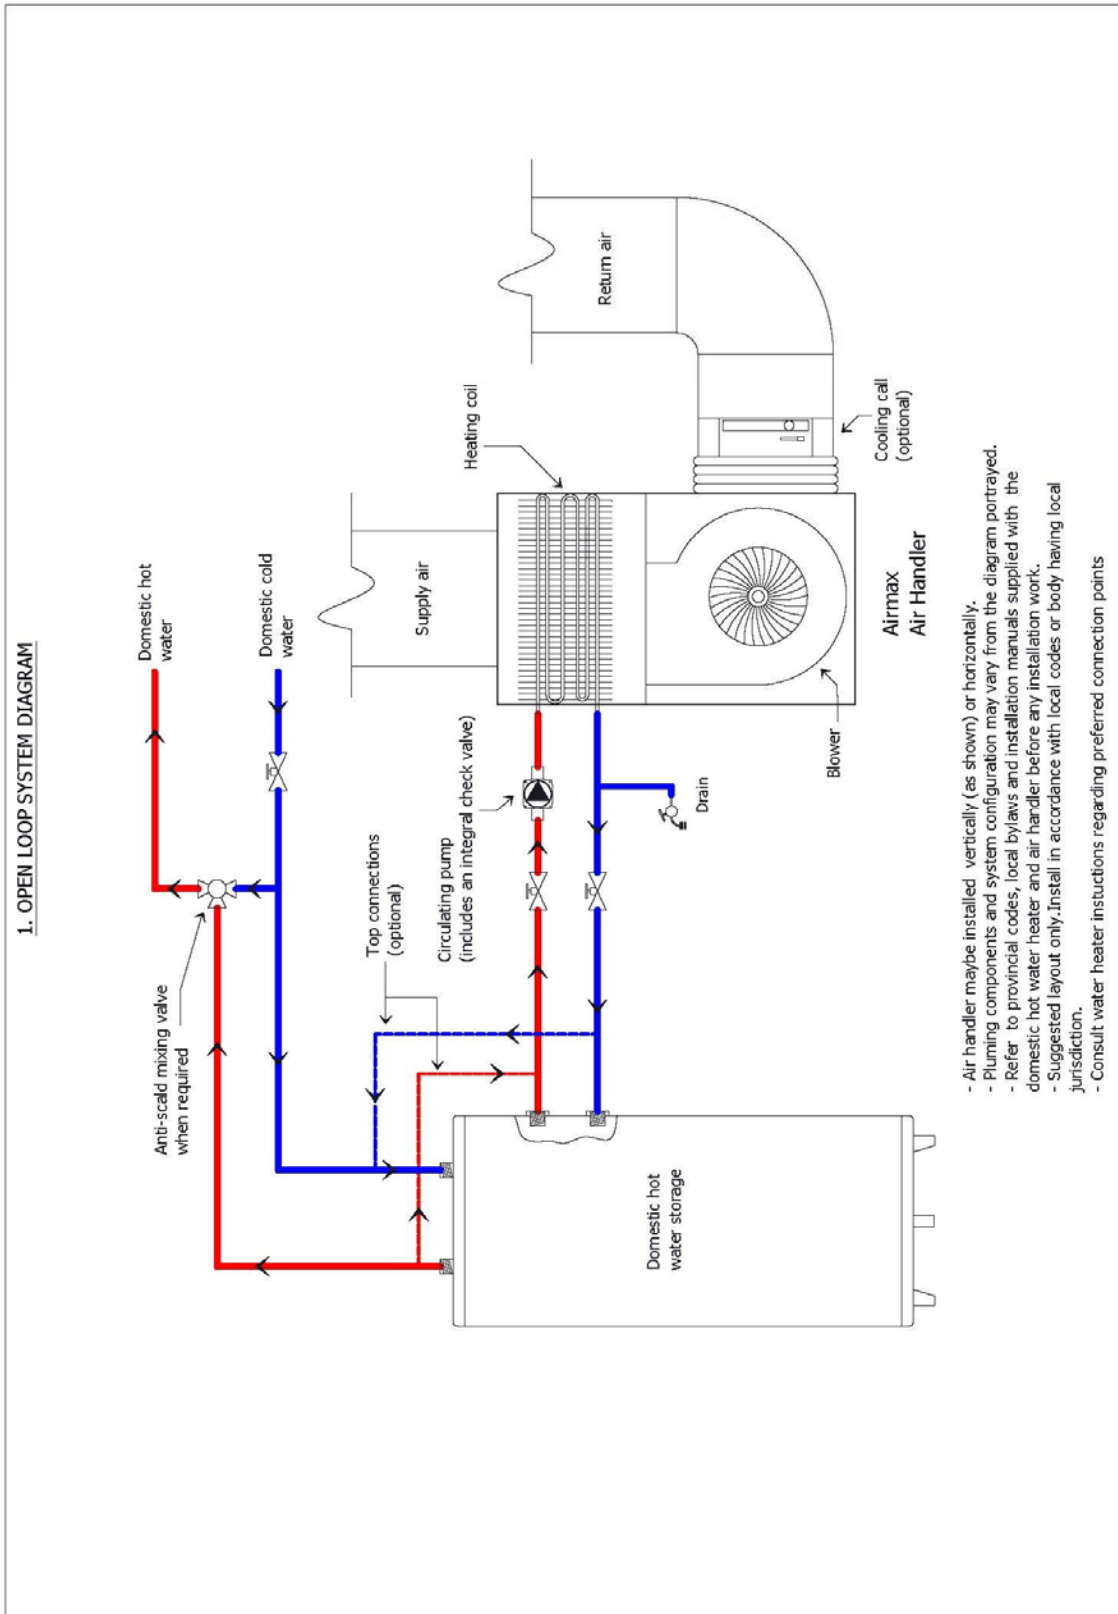 1. OPEN LOOP SYSTEM DIAGRAM
Domestic hot
water
Domestic cold
water
Anti-scald mixing valve
when required
Top connections
(optional)
Circulating pump
(includes an integral check valve)
Supply air
Heating coil
Return air
Cooling call
(optional)
Domestic hot
water storage
Drain
Blower
Airmax
Air Handler
- Air handler maybe installed vertically (as shown) or horizontally.
- Pluming components and system configuration may vary from the diagram portrayed.
- Refer to provincial codes, local bylaws and installation manuals supplied with the
domestic hot water heater and air handler before any installation work.
- Suggested layout only.Install in accordance with local codes or body having local
jurisdiction.
- Consult water heater instuctions regarding preferred connection points